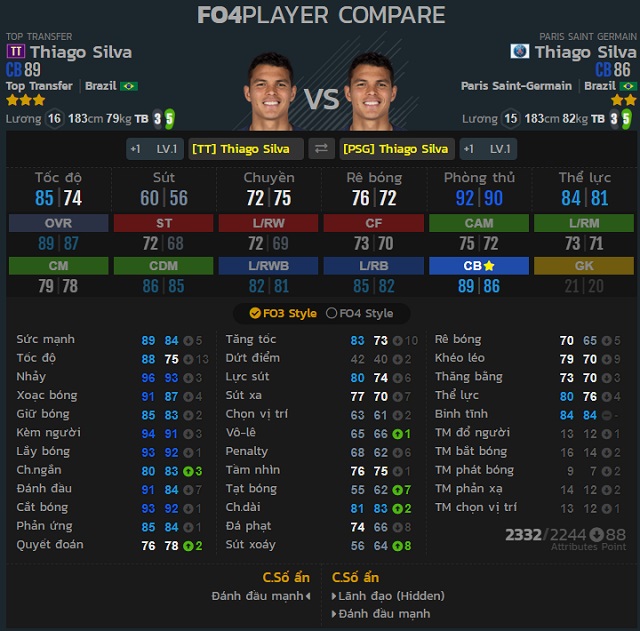 FO4PLAYER COMPARE
TOP TRANSFER
PARIS SAINT-GERMAIN
TT Thiago Silva
Thiago Silva
CB 89
CB 86
Top Transfer | Brazil
Paris Saint-Germain | Brazil
VS
Lương 16 183cm 79kg TB 3 5
Lương 15 183cm 82kg TB 3 5
+1 LV.1 [TT] Thiago Silva [PSG] Thiago Silva +1 LV.1
Tốc độ Sút Chuyền Rê bóng Phòng thủ Thể lực
85|74 60|56 72|75 76|72 92|90 84|81
OVR ST L/RW CF CAM L/RM
89|87 72|68 72|69 73|70 75|72 73|71
CM CDM L/RWB L/RB CB GK
79|78 86|85 82|81 85|82 89|86 21|20
FO3 Style FO4 Style
Sức mạnh 89 84 5 Tăng tốc 83 73 10 Rê bóng 70 65 5
Tốc độ 88 75 13 Dứt điểm 42 40 2 Khéo léo 79 70 9
Nhảy 96 93 3 Lực sút 80 74 6 Thăng bằng 73 70 3
Xoạc bóng 91 87 4 Sút xa 77 70 7 Thể lực 80 76 4
Giữ bóng 85 83 2 Chọn vị trí 63 61 2 Bình tĩnh 84 84 -
Kèm người 94 91 3 Vô-lê 65 66 1 TM đổ người 13 12 1
Lấy bóng 93 92 1 Penalty 68 62 6 TM bắt bóng 16 14 2
Ch.ngắn 80 83 3 Tầm nhìn 76 75 1 TM phát bóng 9 7 2
Đánh đầu 91 84 7 Tạt bóng 55 62 7 TM phản xạ 14 12 2
Cắt bóng 93 92 1 Ch.dài 81 83 2 TM chọn vị trí 13 12 1
Phản ứng 85 84 1 Đá phạt 74 66 8
Quyết đoán 76 78 2 Sút xoáy 56 64 8
2332/2244 88
Attributes Point
C.Số ẩn C.Số ẩn
Đánh đầu mạnh Lãnh đạo (Hidden)
Đánh đầu mạnh